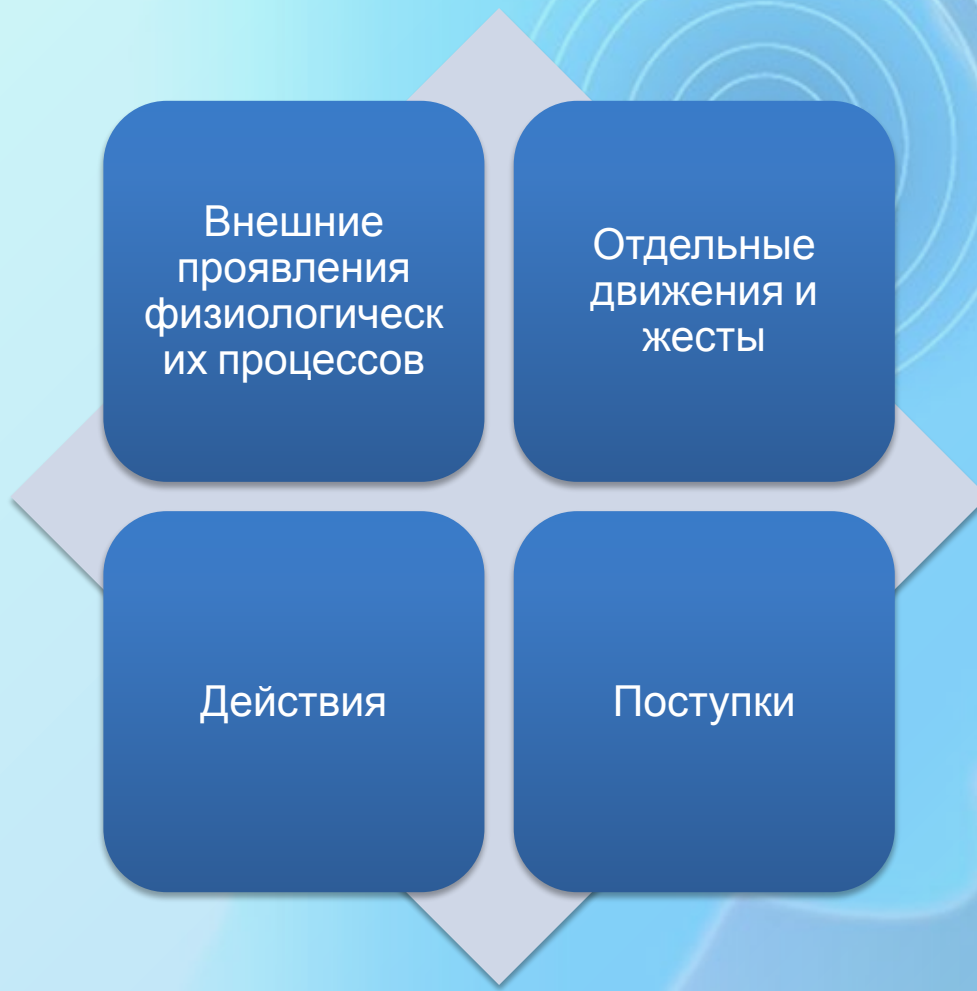 Внешние
проявления
физиологическ
их процессов
Отдельные
движения и
жесты
Действия
Поступки